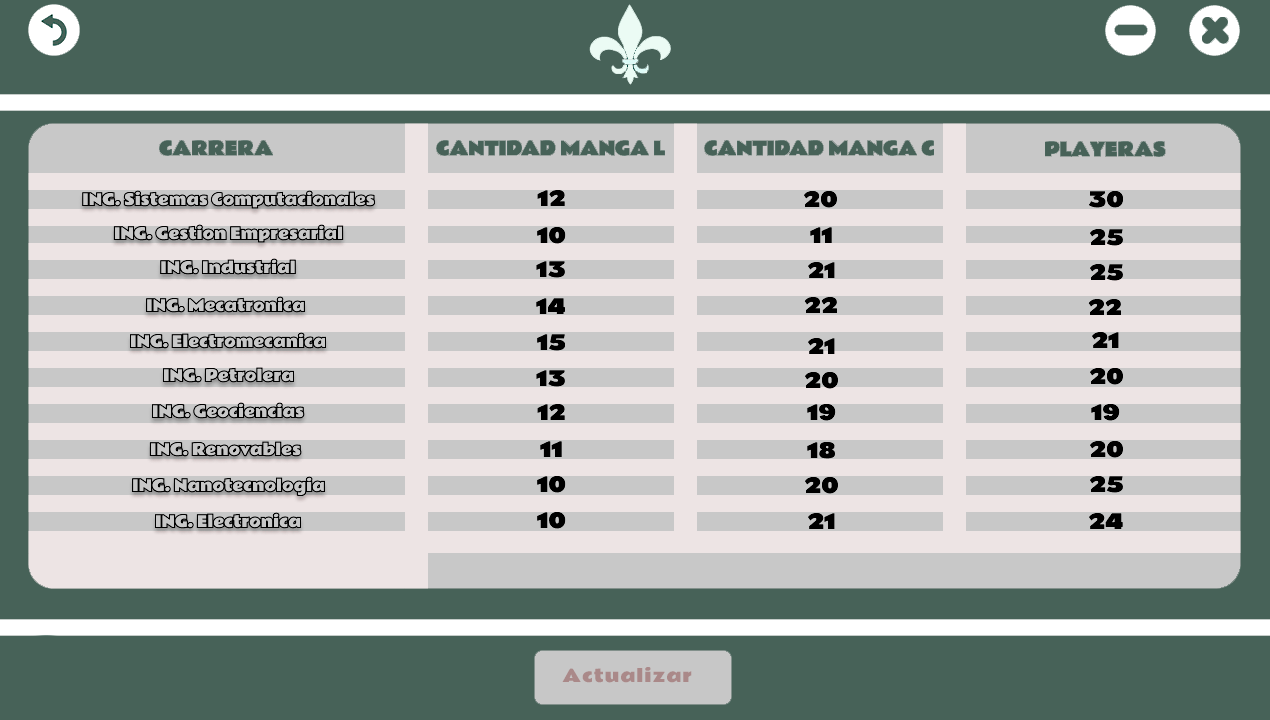 CARRERA CANTIDAD MANGA L CANTIDAD MANGA C PLAYERAS
ING. Sistemas Computacionales 12 20 30
ING. Gestion Empresarial 10 11 25
ING. Industrial 13 21 25
ING. Mecatronica 14 22 22
ING. Electromecanica 15 21 21
ING. Petrolera 13 20 20
ING. Geociencias 12 19 19
ING. Renovables 11 18 20
ING. Nanotecnologia 10 20 25
ING. Electronica 10 21 24
Actualizar